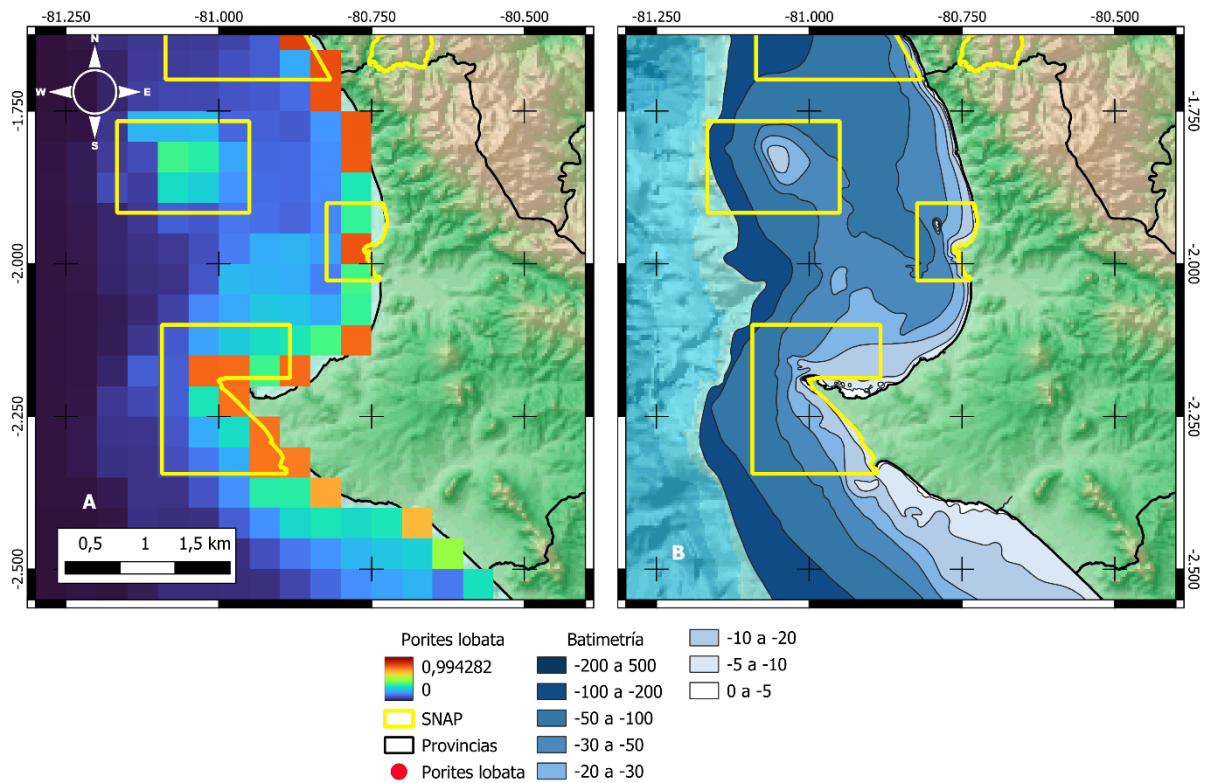 -81.250 -81.000 -80.750 -80.500
-81.250 -81.000 -80.750 -80.500
N
W E
S
-1.750
-2.000
-2.250
-2.500
-1.750
-2.000
-2.250
-2.500
A
0,5 1 1,5 km
B
Porites lobata
0,994282
0
SNAP
Provincias
Porites lobata
Batimetría
-200 a 500
-100 a -200
-50 a -100
-30 a -50
-20 a -30
-10 a -20
-5 a -10
0 a -5